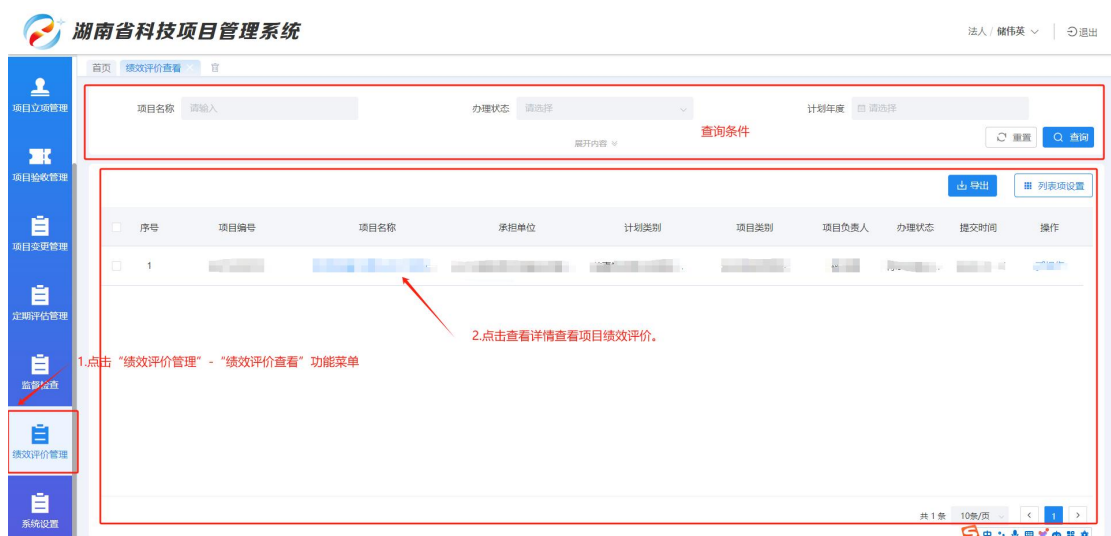 湖南省科技项目管理系统
法人 / 储伟英
退出
首页 绩效评价查看
项目立项管理
项目验收管理
项目变更管理
定期评估管理
监督检查
绩效评价管理
系统设置
项目名称 请输入 办理状态 请选择 计划年度 请选择
展开内容
查询条件
重置 查询
导出 列表项设置
序号 项目编号 项目名称 承担单位 计划类别 项目类别 项目负责人 办理状态 提交时间 操作
1
2.点击查看详情查看项目绩效评价。
1.点击“绩效评价管理”-“绩效评价查看”功能菜单
共 1 条 10条/页 < 1 >